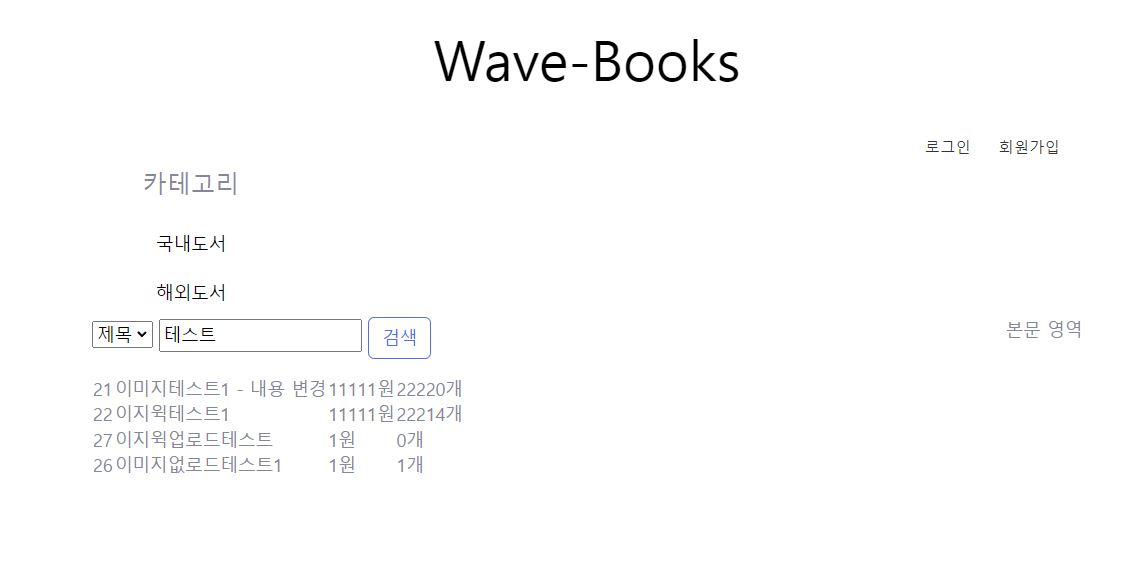 Wave-Books
로그인 회원가입
카테고리
국내도서
해외도서
제목 테스트 검색 본문 영역
21 이미지테스트1 - 내용 변경 11111원 22220개
22 이지윅테스트1 11111원 22214개
27 이지윅업로드테스트 1원 0개
26 이미지없로드테스트1 1원 1개